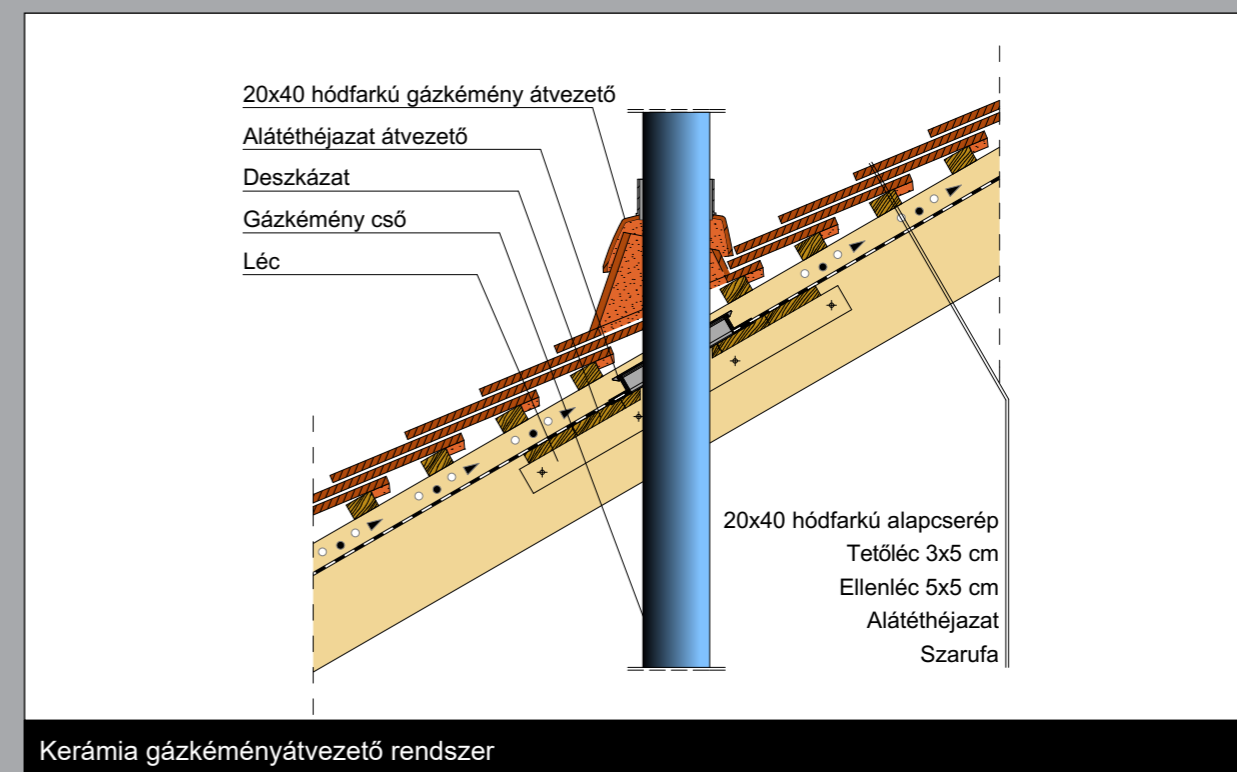 20x40 hódfarkú gázkémény átvezető
Alátéthéjazat átvezető
Deszkázat
Gázkémény cső
Léc
20x40 hódfarkú alapcserép
Tetőléc 3x5 cm
Ellenléc 5x5 cm
Alátéthéjazat
Szarufa
Kerámia gázkéményátvezető rendszer